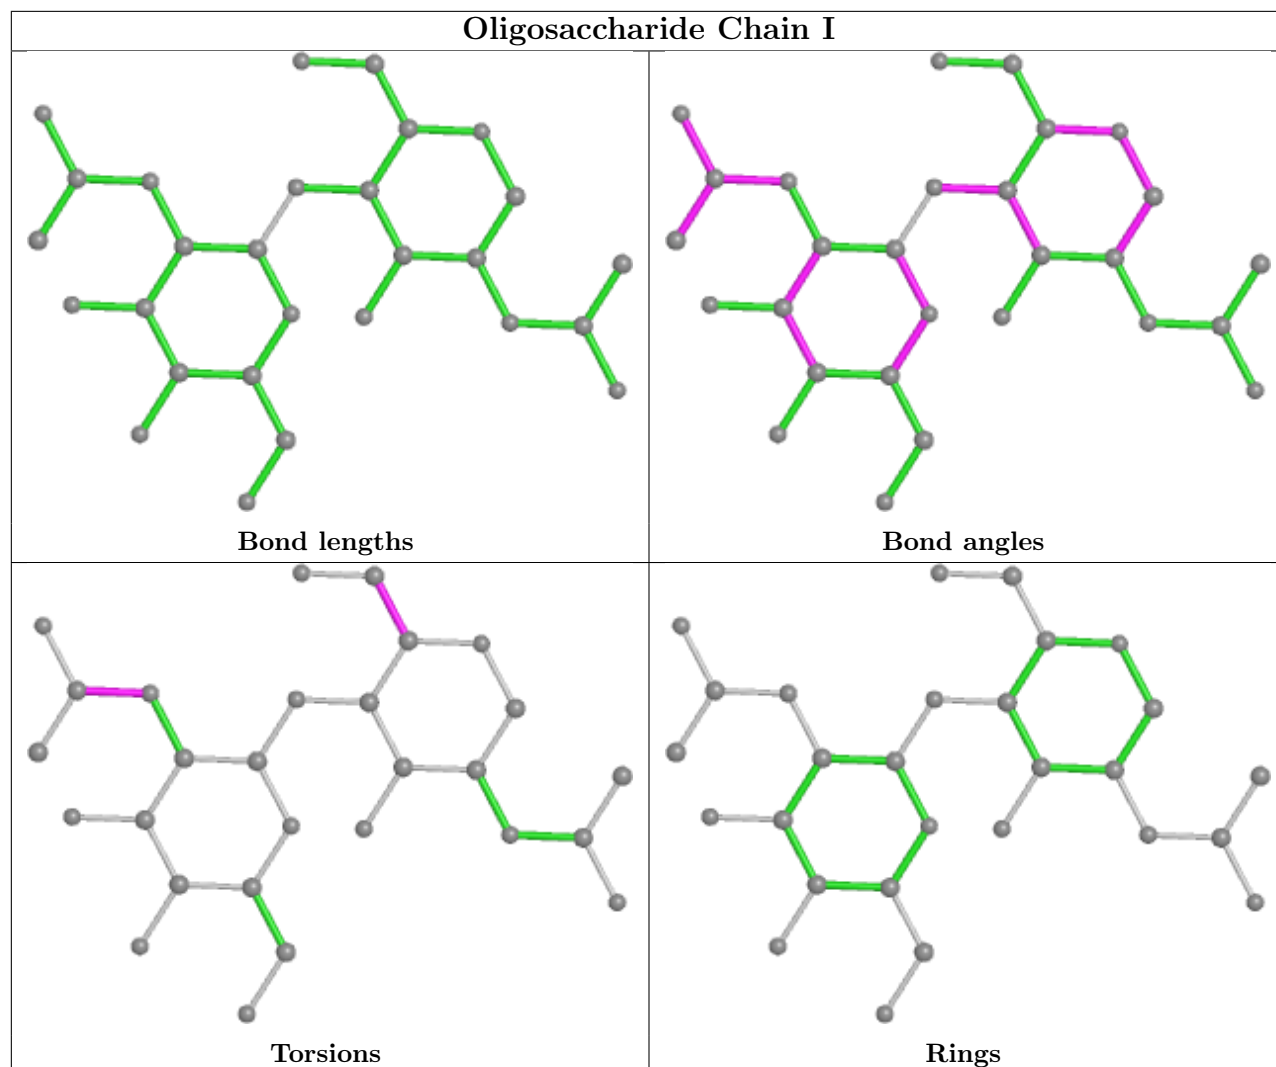 Oligosaccharide Chain I
Bond lengths
Bond angles
Torsions
Rings